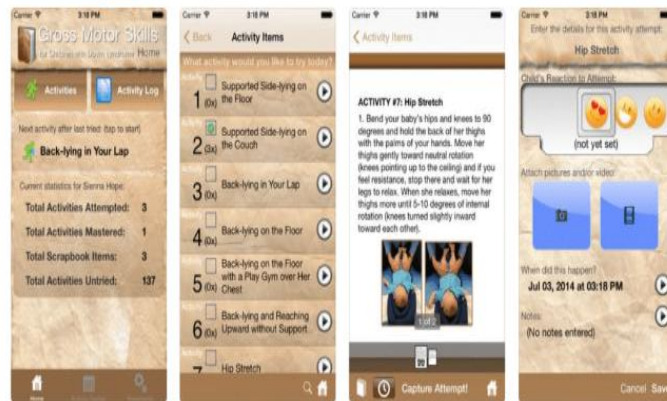 Carrier 3:18 PM
Gross Motor Skills
for Children with Down syndrome Home
Activities
Activity Log
Next activity after last tried (tap to start)
Back-lying in Your Lap
Current statistics for Sienna Hope:
Total Activities Attempted: 3
Total Activities Mastered: 1
Total Scrapbook Items: 3
Total Activities Untried: 137
Home
Carrier 3:18 PM
Back Activity Items
What activity would you like to try today?
1 (0x) Supported Side-lying on
the Floor
2 (3x) Supported Side-lying on
the Couch
3 (0x) Back-lying in Your Lap
4 (0x) Back-lying on the Floor
5 (0x) Back-lying on the Floor
with a Play Gym over Her
Chest
6 (0x) Back-lying and Reaching
Upward without Support
7 Hip Stretch
Carrier 3:18 PM
Activity Items
ACTIVITY #7: Hip Stretch
1. Bend your baby's hips and knees to 90
degrees and hold the back of her thighs
with the palms of your hands. Move her
thighs gently toward neutral rotation
(knees pointing up to the ceiling) and if you
feel resistance, stop there and wait for her
legs to relax. When she relaxes, move her
thighs more until 5-10 degrees of internal
rotation (knees turned slightly inward
toward each other).
1 of 2
Capture Attempt!
Carrier 3:18 PM
Enter the details for this activity attempt:
Hip Stretch
Child's Reaction to Attempt:
(not yet set)
Attach pictures and/or video:
When did this happen?
Jul 03, 2014 at 03:18 PM
Notes:
(No notes entered)
Cancel Save